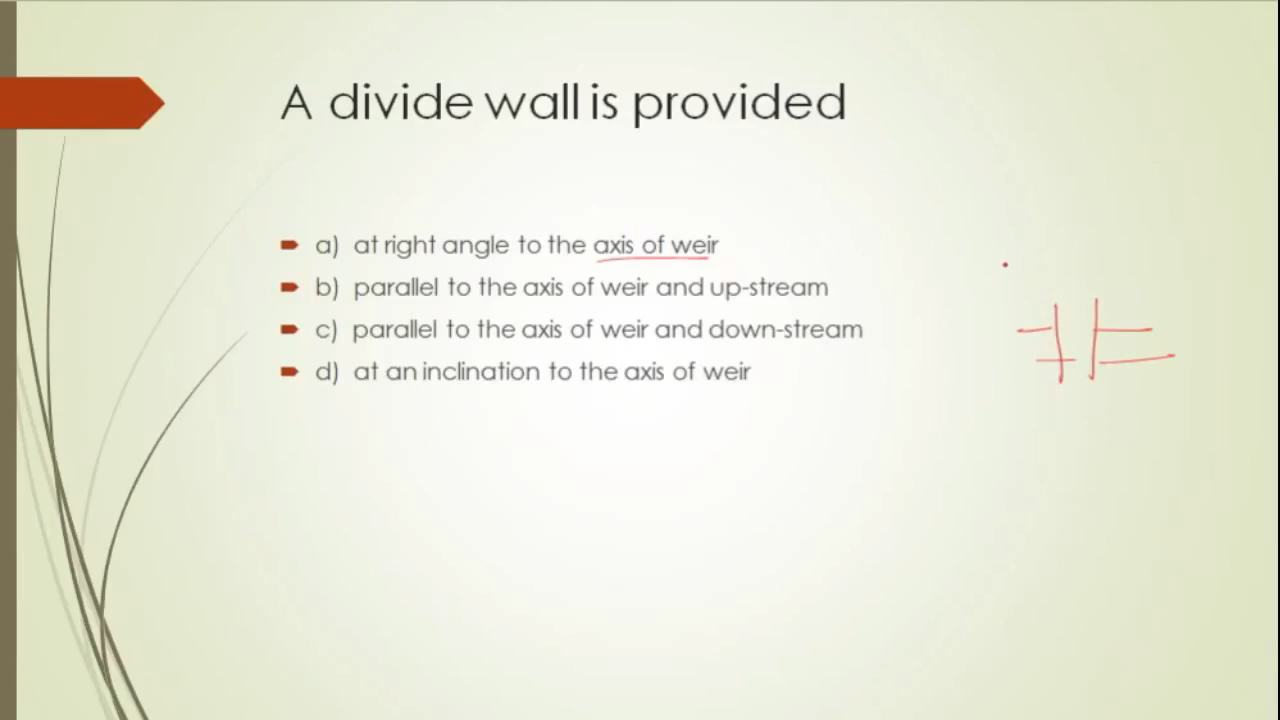 A divide wall is provided
a) at right angle to the axis of weir
b) parallel to the axis of weir and up-stream
c) parallel to the axis of weir and down-stream
d) at an inclination to the axis of weir